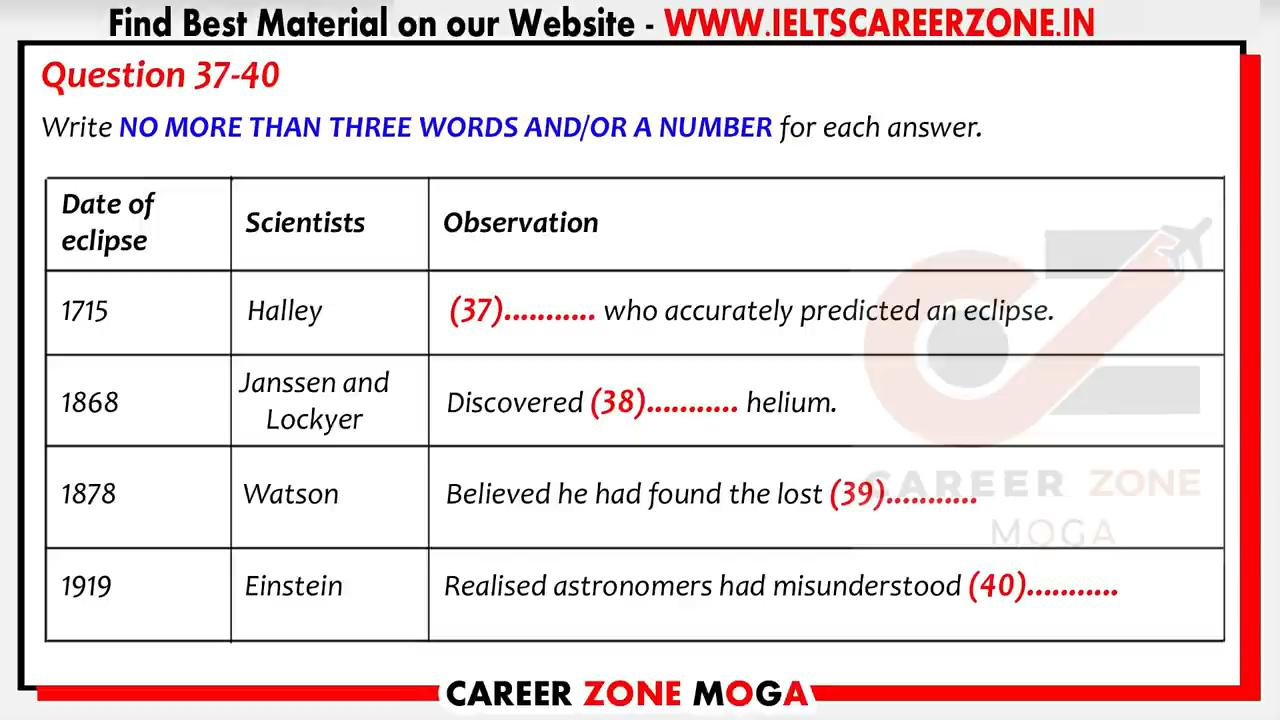 Find Best Material on our Website - WWW.IELTSCAREERZONE.IN
Question 37-40
Write NO MORE THAN THREE WORDS AND/OR A NUMBER for each answer.
Date of eclipse
Scientists
Observation
1715
Halley
(37)........... who accurately predicted an eclipse.
1868
Janssen and
Lockyer
Discovered (38)........... helium.
1878
Watson
Believed he had found the lost (39)...........
1919
Einstein
Realised astronomers had misunderstood (40)...........
CAREER ZONE
MOGA
CAREER ZONE MOGA